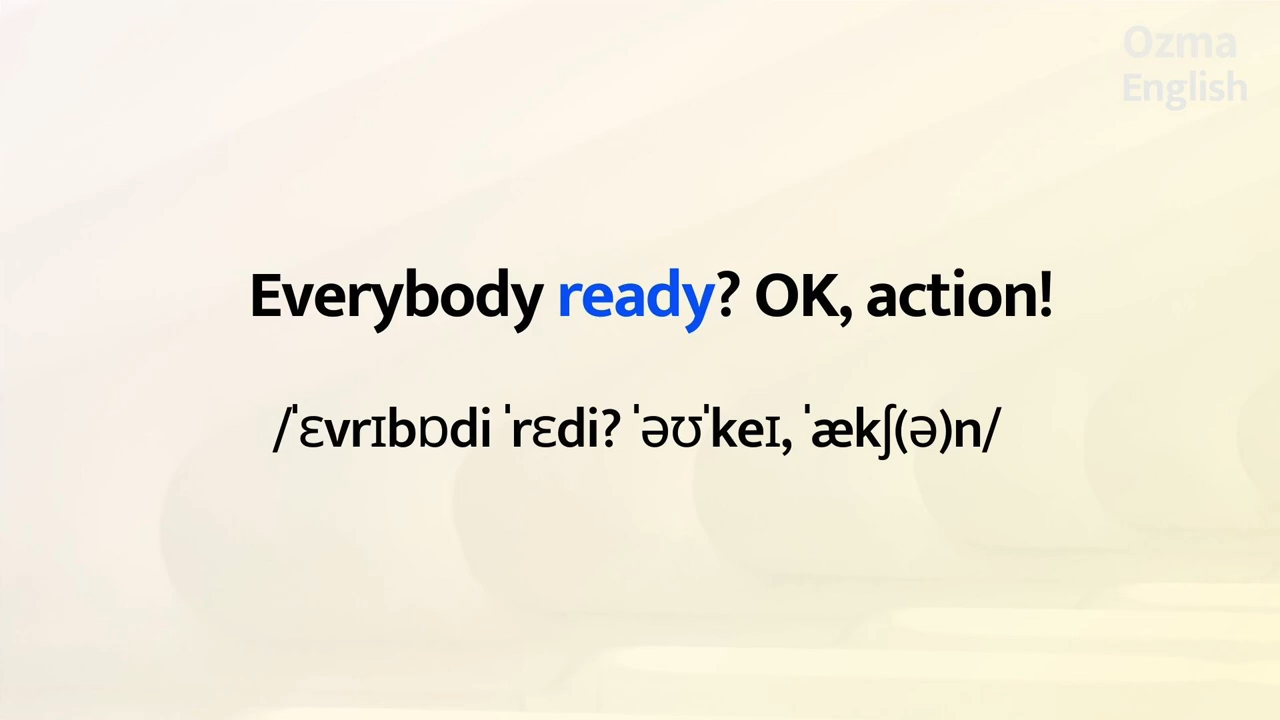 Ozma
English
Everybody ready? OK, action!
/ˈɛvrɪbɒdi ˈrɛdi? ˈəʊˈkeɪ, ˈækʃ(ə)n/